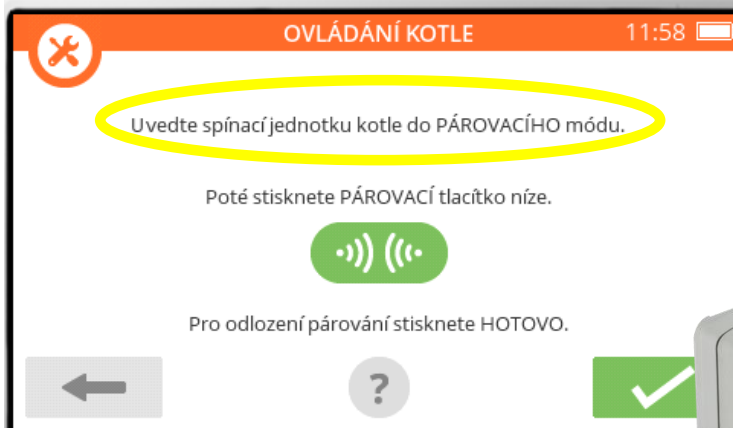 OVLÁDÁNÍ KOTLE 11:58
Uvedte spínací jednotku kotle do PÁROVACÍHO módu.
Poté stisknete PÁROVACÍ tlacítko níze.
Pro odlození párování stisknete HOTOVO.
?